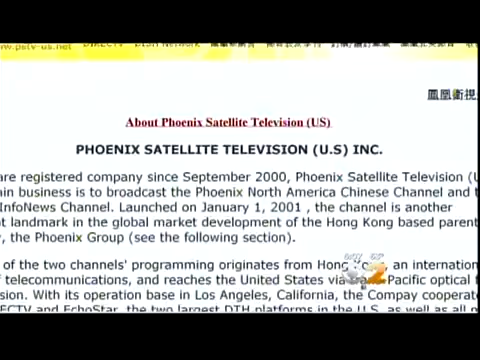 www.pstv-us.net DIRECTV DISH Network
鳳凰衛視
About Phoenix Satellite Television (US)
PHOENIX SATELLITE TELEVISION (U.S) INC.
are registered company since September 2000, Phoenix Satellite Television (U
ain business is to broadcast the Phoenix North America Chinese Channel and t
InfoNews Channel. Launched on January 1, 2001 , the channel is another
t landmark in the global market development of the Hong Kong based parent
, the Phoenix Group (see the following section).
of the two channels' programming originates from Hong Kong, an internation
f telecommunications, and reaches the United States via trans-Pacific optical f
ision. With its operation base in Los Angeles, California, the Compay cooperate
ECTV and EchoStar, the two largest DTH platforms in the U.S. as well as all m